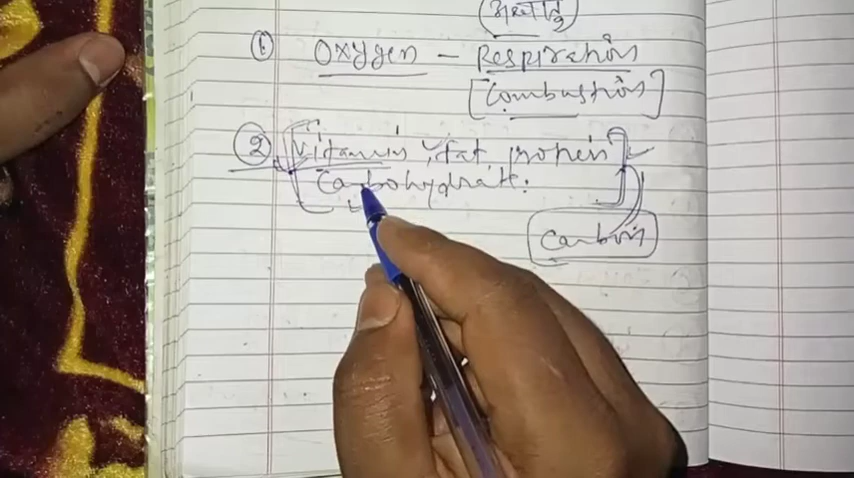 ① Oxygen – Respiration
[Combustion]
② Vitamin, fat protein
Carbohydrate.
Carbon